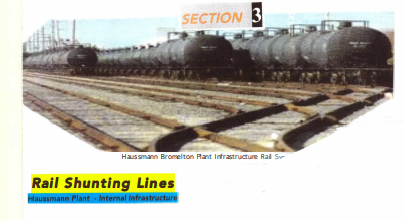 SECTION 3
Haussmann Bromelton Plant Infrastructure Rail
Rail Shunting Lines
Haussmann Plant - Internal Infrastructure